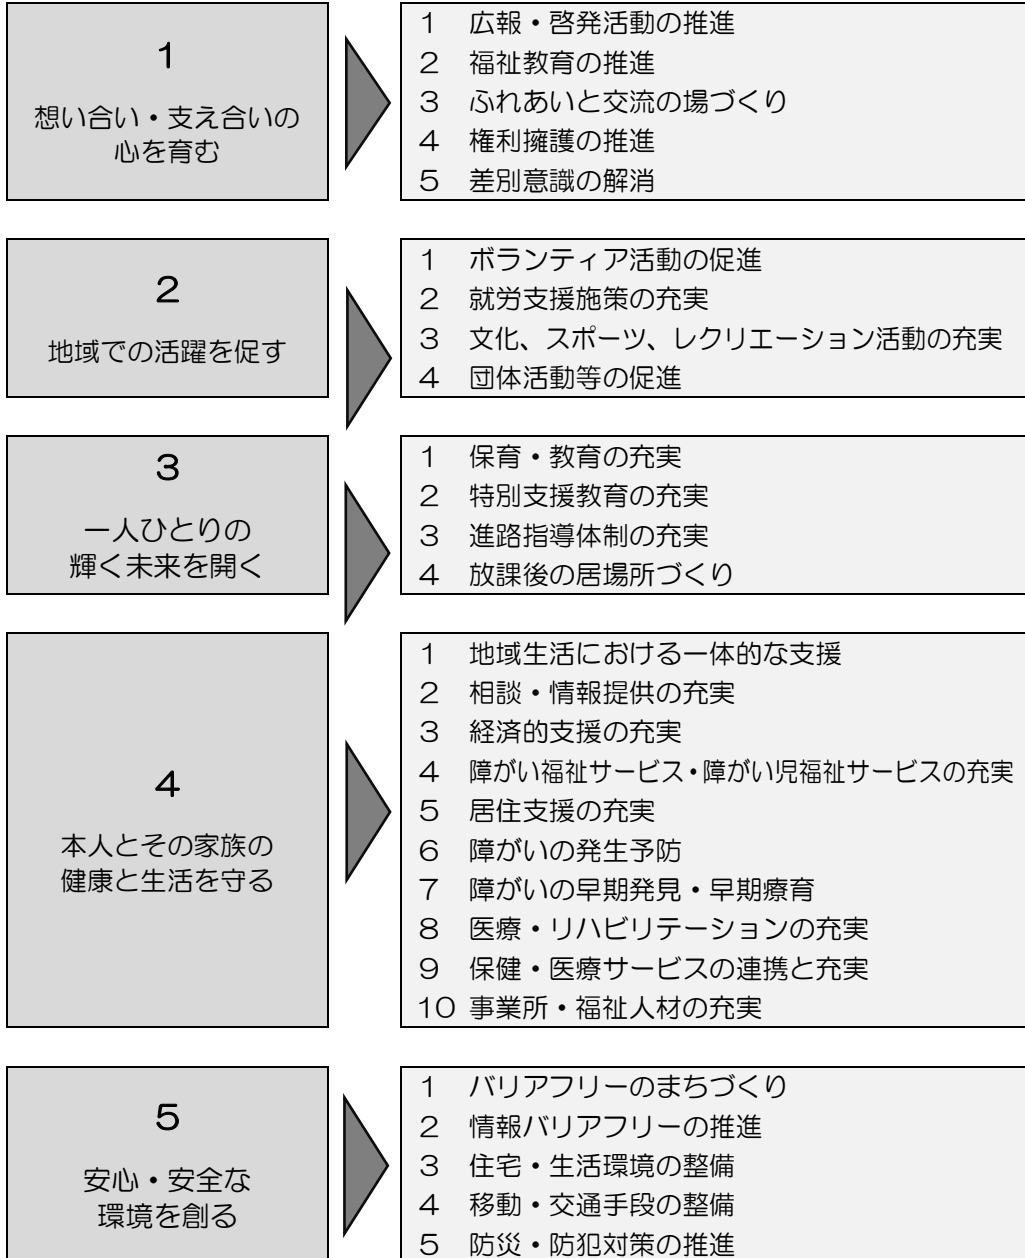 1
想い合い・支え合いの
心を育む
1 広報・啓発活動の推進
2 福祉教育の推進
3 ふれあいと交流の場づくり
4 権利擁護の推進
5 差別意識の解消
2
地域での活躍を促す
1 ボランティア活動の促進
2 就労支援施策の充実
3 文化、スポーツ、レクリエーション活動の充実
4 団体活動等の促進
3
一人ひとりの
輝く未来を開く
1 保育・教育の充実
2 特別支援教育の充実
3 進路指導体制の充実
4 放課後の居場所づくり
4
本人とその家族の
健康と生活を守る
1 地域生活における一体的な支援
2 相談・情報提供の充実
3 経済的支援の充実
4 障がい福祉サービス・障がい児福祉サービスの充実
5 居住支援の充実
6 障がいの発生予防
7 障がいの早期発見・早期療育
8 医療・リハビリテーションの充実
9 保健・医療サービスの連携と充実
10 事業所・福祉人材の充実
5
安心・安全な
環境を創る
1 バリアフリーのまちづくり
2 情報バリアフリーの推進
3 住宅・生活環境の整備
4 移動・交通手段の整備
5 防災・防犯対策の推進